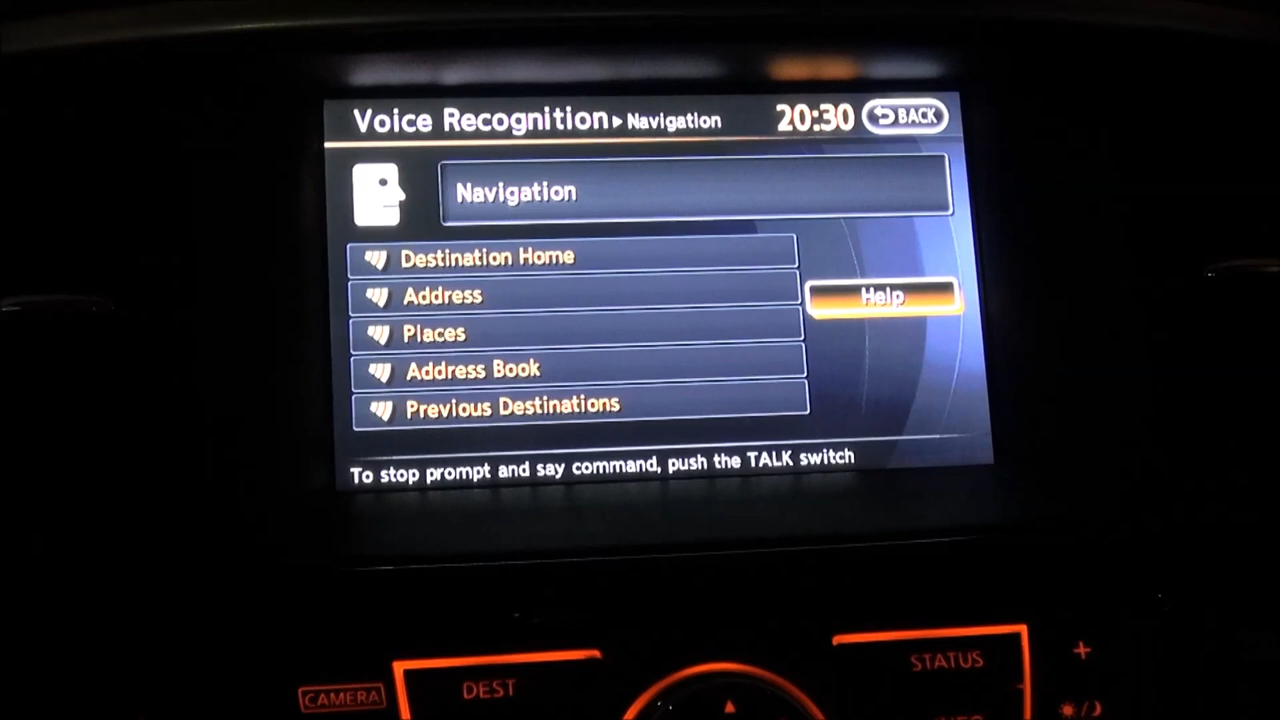 Voice Recognition ▸ Navigation 20:30 BACK
Navigation
Destination Home
Address
Help
Places
Address Book
Previous Destinations
To stop prompt and say command, push the TALK switch
CAMERA
DEST
STATUS
+